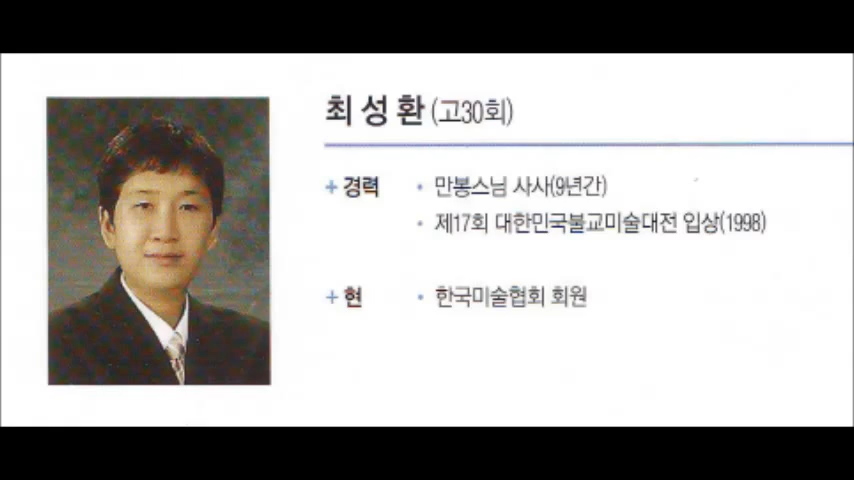 최성환 (고30회)
+ 경력 • 만봉스님 사사(9년간)
• 제17회 대한민국불교미술대전 입상(1998)
+ 현 • 한국미술협회 회원